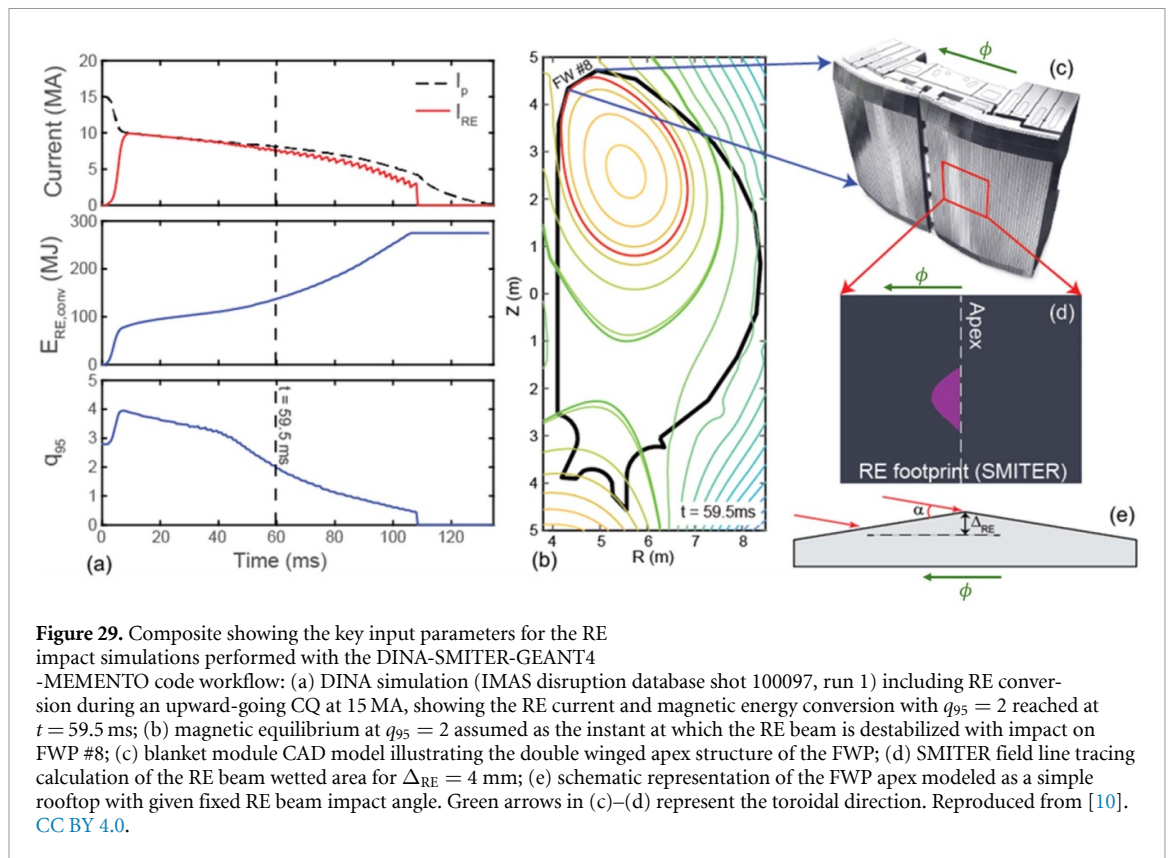 20
15
10
5
0
Current (MA)
I_p
I_RE
300
200
100
0
E_RE,conv (MJ)
5
4
3
2
1
0
q_95
t = 59.5 ms
0 20 40 60 80 100 120
(a) Time (ms)
5
4
3
2
1
0
1
2
3
4
5
Z (m)
FW #8
t = 59.5ms
4 5 6 7 8
(b) R (m)
ϕ
(c)
ϕ
(d)
Apex
RE footprint (SMITER)
(e)
α
Δ_RE
ϕ
Figure 29. Composite showing the key input parameters for the RE
impact simulations performed with the DINA-SMITER-GEANT4
-MEMENTO code workflow: (a) DINA simulation (IMAS disruption database shot 100097, run 1) including RE conver-
sion during an upward-going CQ at 15 MA, showing the RE current and magnetic energy conversion with q95 = 2 reached at
t = 59.5 ms; (b) magnetic equilibrium at q95 = 2 assumed as the instant at which the RE beam is destabilized with impact on
FWP #8; (c) blanket module CAD model illustrating the double winged apex structure of the FWP; (d) SMITER field line tracing
calculation of the RE beam wetted area for ΔRE = 4 mm; (e) schematic representation of the FWP apex modeled as a simple
rooftop with given fixed RE beam impact angle. Green arrows in (c)–(d) represent the toroidal direction. Reproduced from [10].
CC BY 4.0.